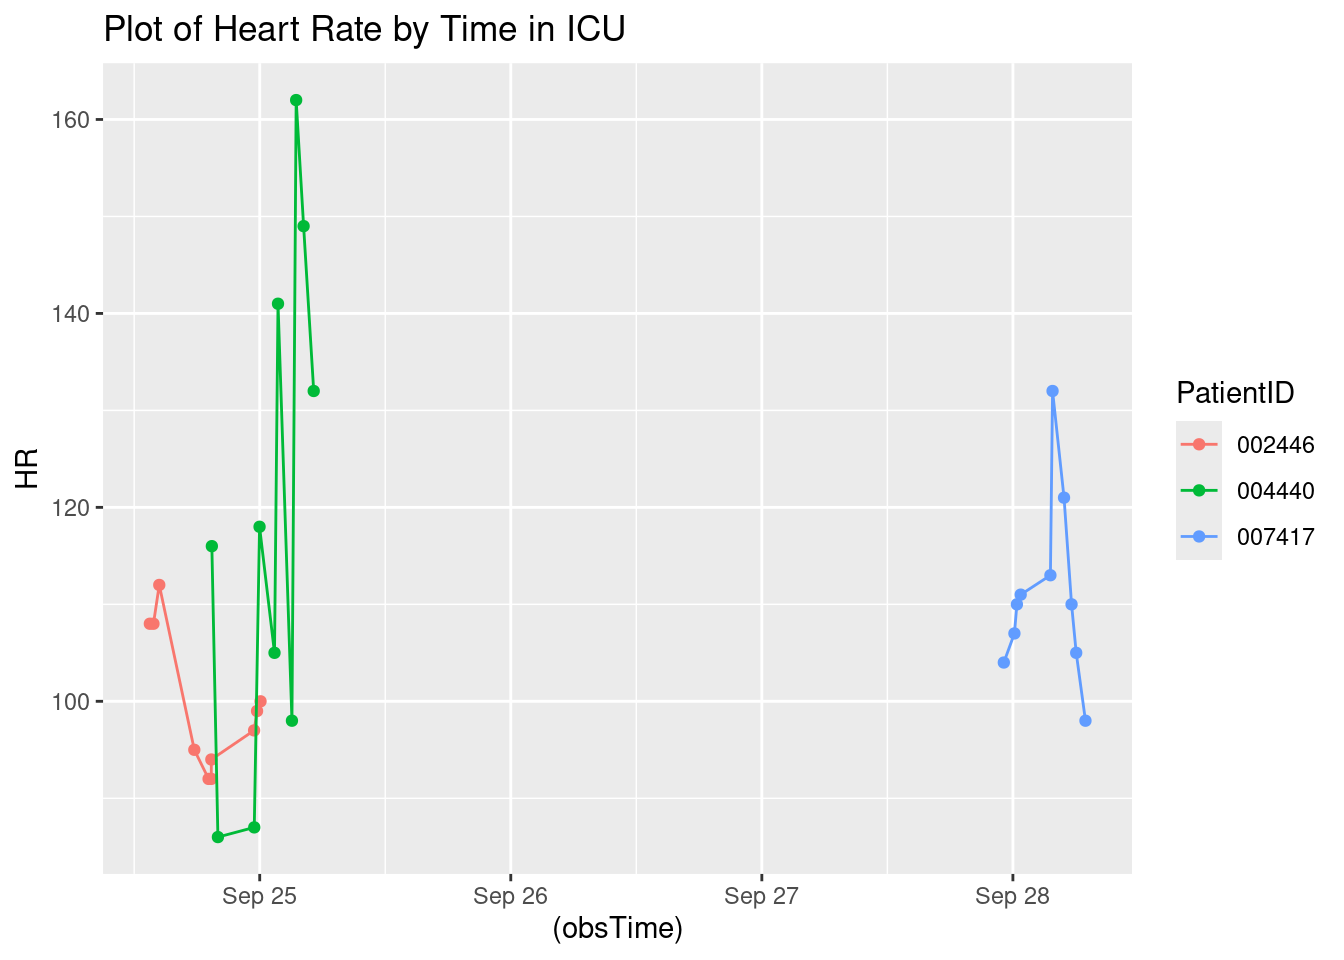 Plot of Heart Rate by Time in ICU
160
140
120
100
HR
Sep 25
Sep 26
Sep 27
Sep 28
(obsTime)
PatientID
002446
004440
007417